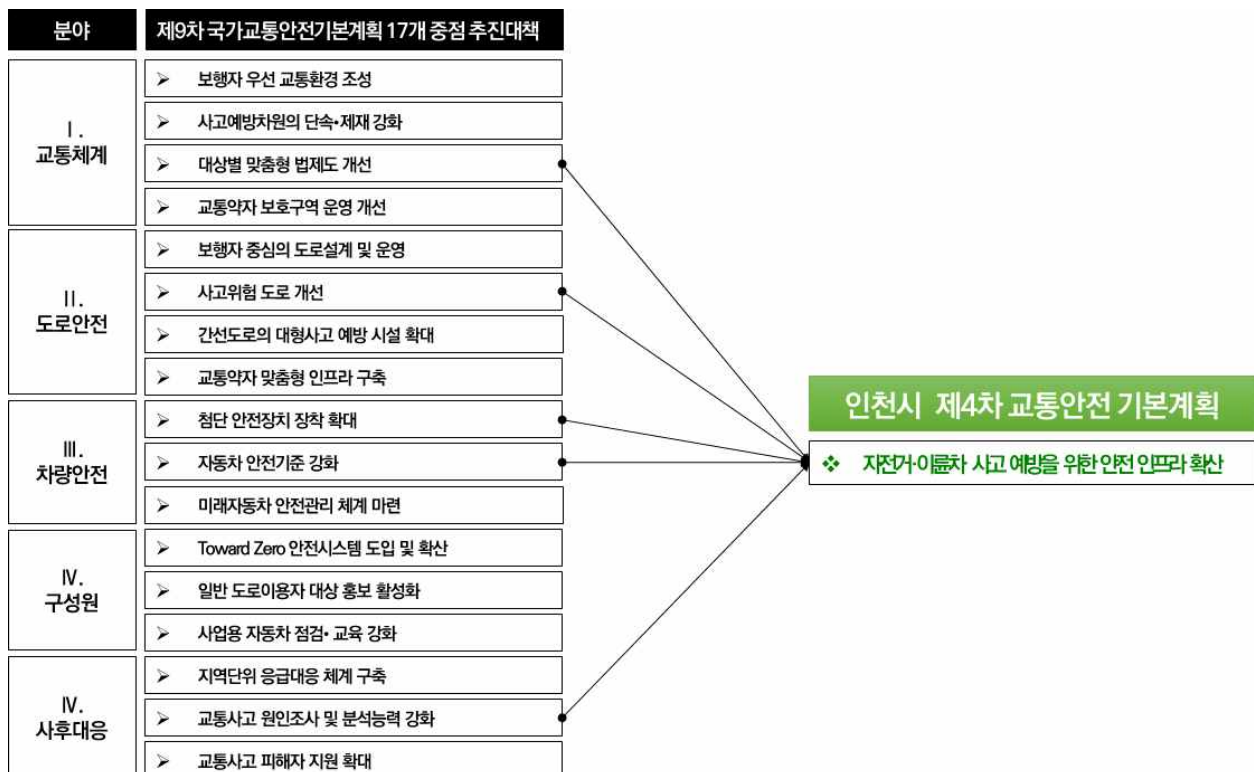 분야
제9차 국가교통안전기본계획 17개 중점 추진대책
Ⅰ.
교통체계
➢ 보행자 우선 교통환경 조성
➢ 사고예방차원의 단속•제재 강화
➢ 대상별 맞춤형 법제도 개선
➢ 교통약자 보호구역 운영 개선
Ⅱ.
도로안전
➢ 보행자 중심의 도로설계 및 운영
➢ 사고위험 도로 개선
➢ 간선도로의 대형사고 예방 시설 확대
➢ 교통약자 맞춤형 인프라 구축
Ⅲ.
차량안전
➢ 첨단 안전장치 장착 확대
➢ 자동차 안전기준 강화
➢ 미래자동차 안전관리 체계 마련
Ⅳ.
구성원
➢ Toward Zero 안전시스템 도입 및 확산
➢ 일반 도로이용자 대상 홍보 활성화
➢ 사업용 자동차 점검• 교육 강화
Ⅳ.
사후대응
➢ 지역단위 응급대응 체계 구축
➢ 교통사고 원인조사 및 분석능력 강화
➢ 교통사고 피해자 지원 확대
인천시 제4차 교통안전 기본계획
❖ 자전거·이륜차 사고 예방을 위한 안전 인프라 확산